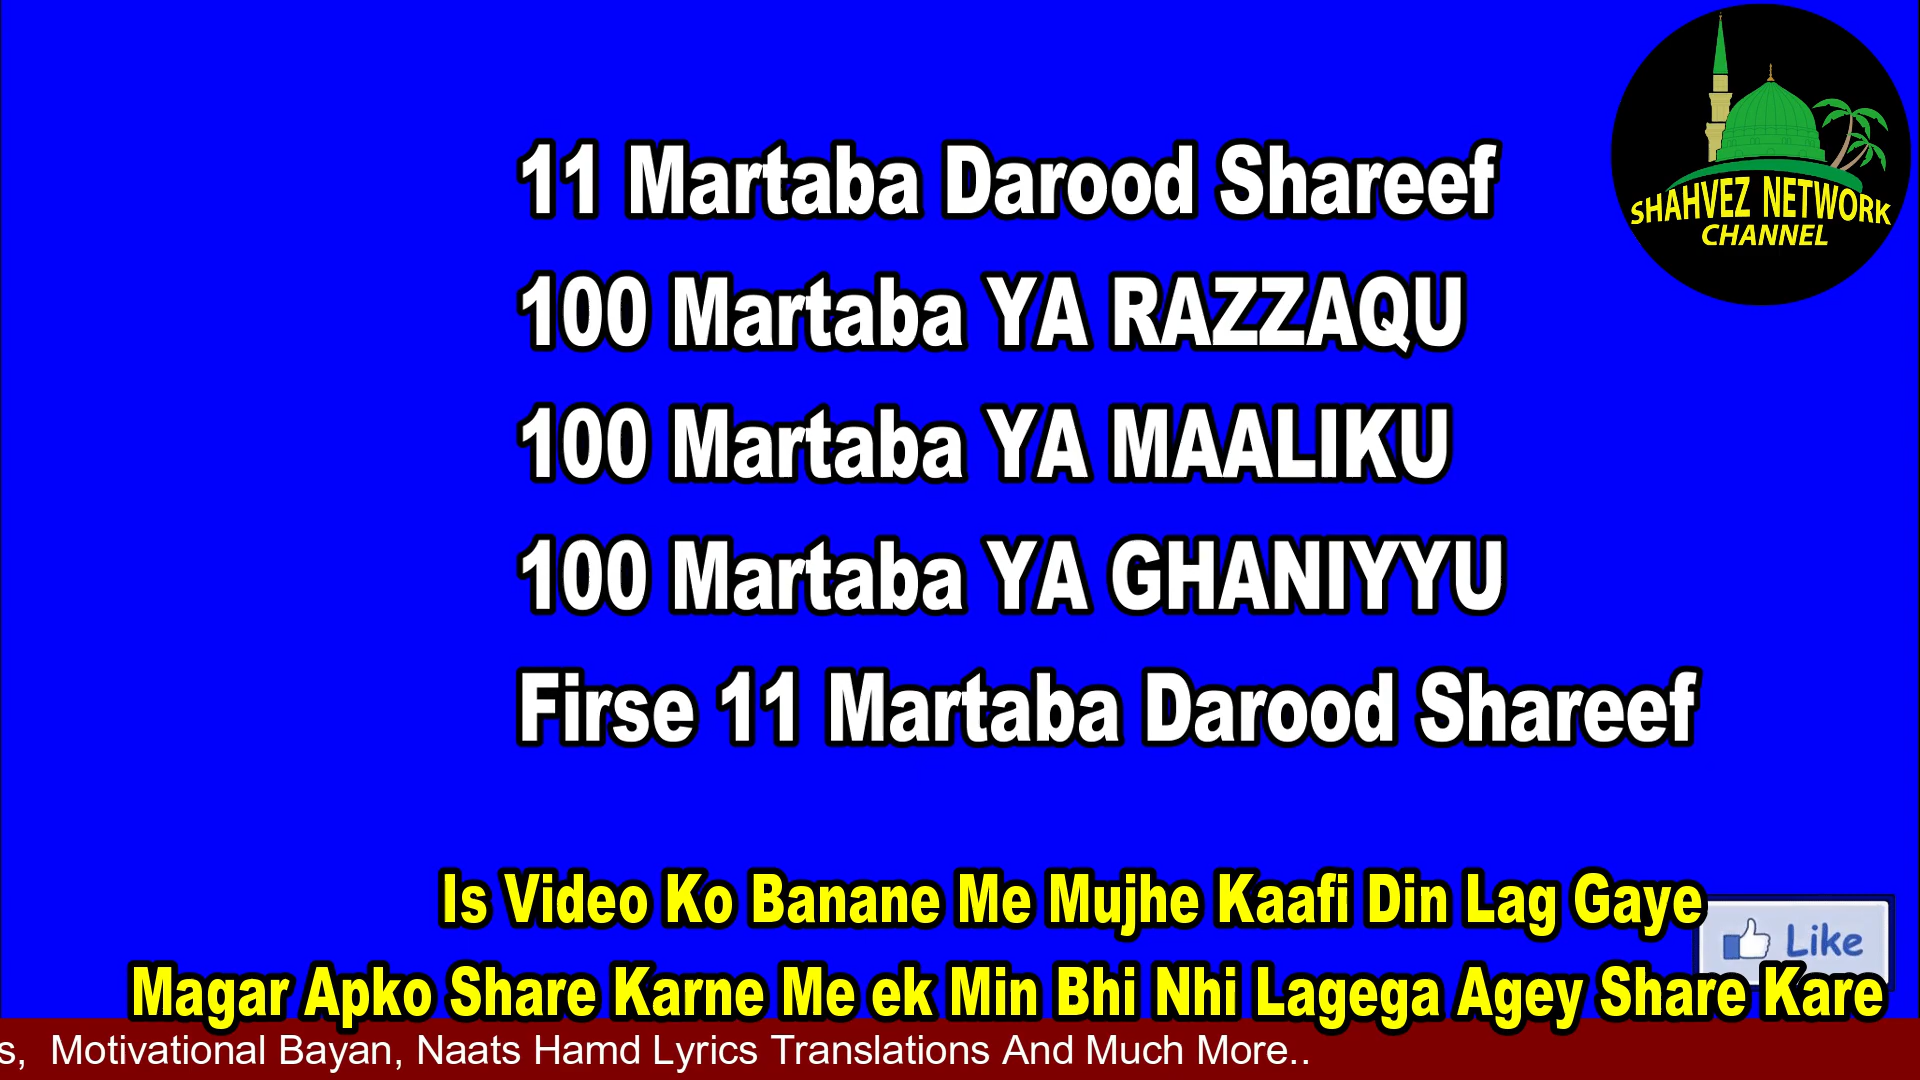 11 Martaba Darood Shareef
100 Martaba YA RAZZAQU
100 Martaba YA MAALIKU
100 Martaba YA GHANIYYU
Firse 11 Martaba Darood Shareef
SHAHVEZ NETWORK
CHANNEL
Is Video Ko Banane Me Mujhe Kaafi Din Lag Gaye
Like
Magar Apko Share Karne Me ek Min Bhi Nhi Lagega Agey Share Kare
s, Motivational Bayan, Naats Hamd Lyrics Translations And Much More..